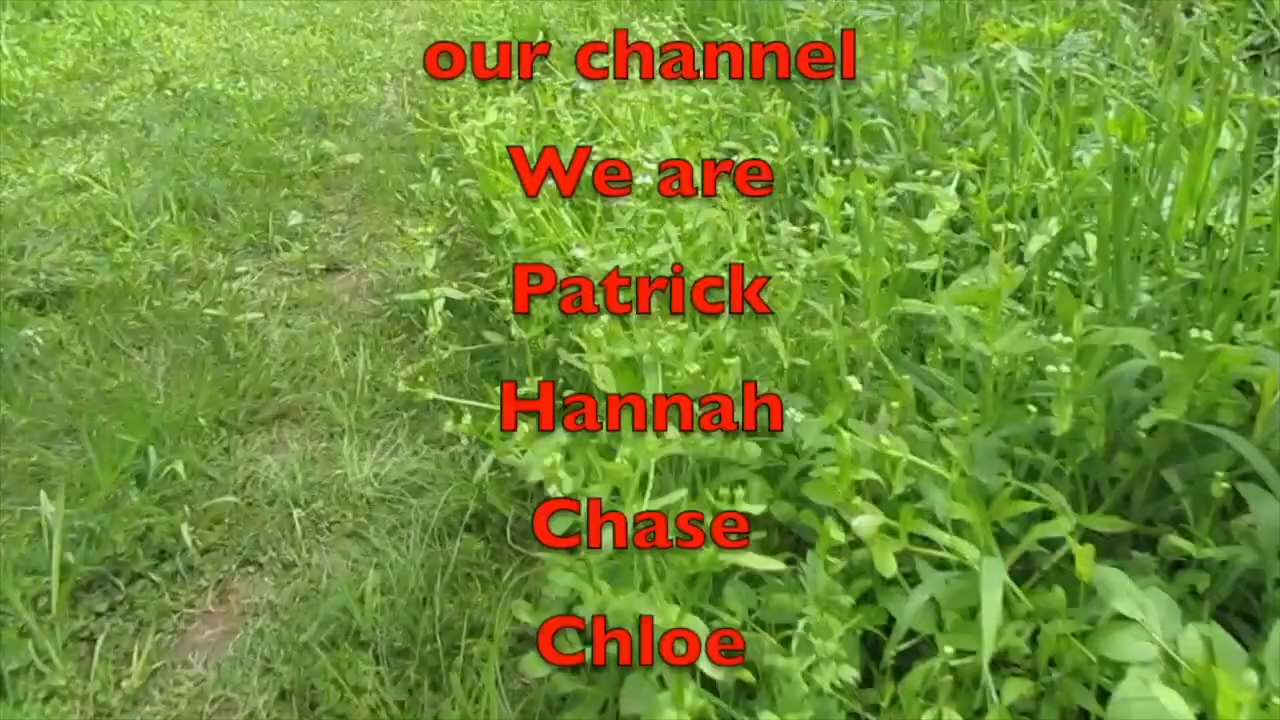 our channel
We are
Patrick
Hannah
Chase
Chloe